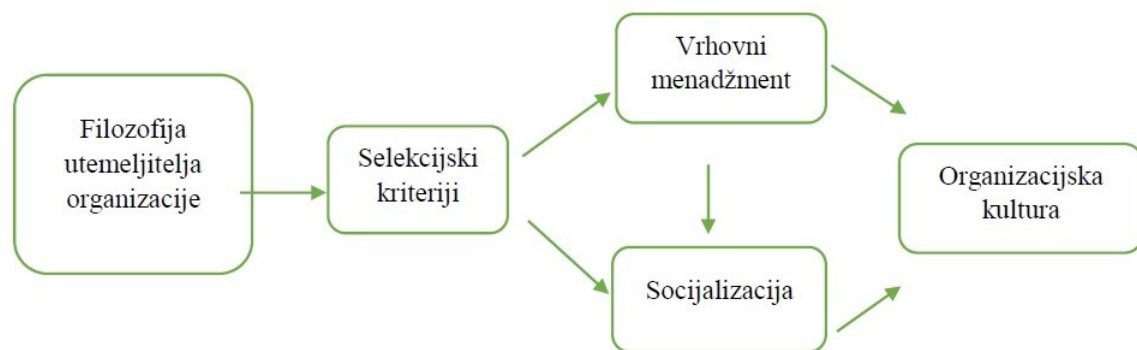 Filozofija
utemeljitelja
organizacije
Selekcijski
kriteriji
Vrhovni
menadžment
Socijalizacija
Organizacijska
kultura